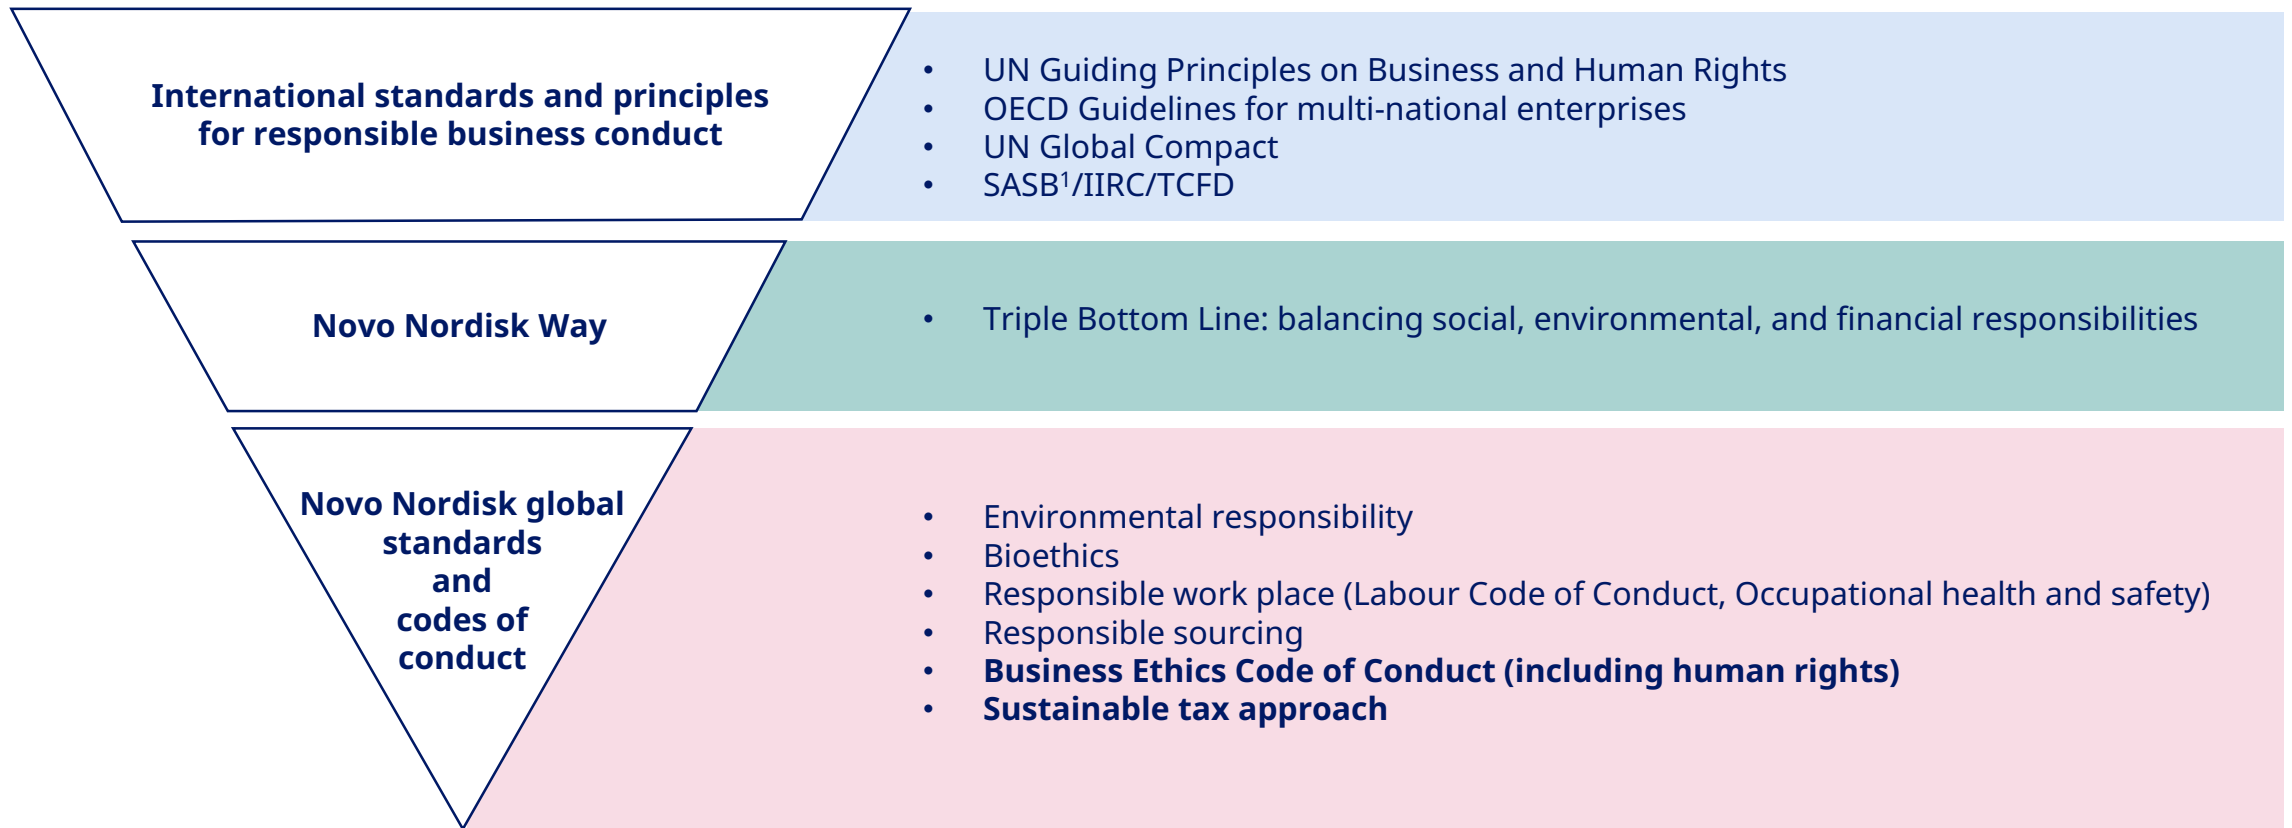 International standards and principles
for responsible business conduct
• UN Guiding Principles on Business and Human Rights
• OECD Guidelines for multi-national enterprises
• UN Global Compact
• SASB¹/IIRC/TCFD
Novo Nordisk Way
• Triple Bottom Line: balancing social, environmental, and financial responsibilities
Novo Nordisk global
standards
and
codes of
conduct
• Environmental responsibility
• Bioethics
• Responsible work place (Labour Code of Conduct, Occupational health and safety)
• Responsible sourcing
• Business Ethics Code of Conduct (including human rights)
• Sustainable tax approach